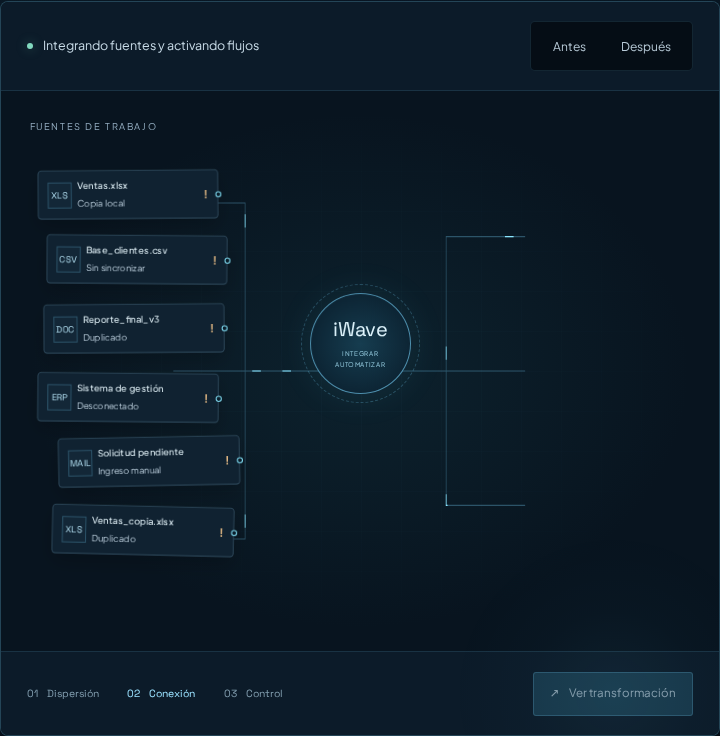 Integrando fuentes y activando flujos
Antes
Después
FUENTES DE TRABAJO
XLS
Ventas.xlsx
Copia local
!
CSV
Base_clientes.csv
Sin sincronizar
!
DOC
Reporte_final_v3
Duplicado
!
ERP
Sistema de gestión
Desconectado
!
MAIL
Solicitud pendiente
Ingreso manual
!
XLS
Ventas_copia.xlsx
Duplicado
!
iWave
INTEGRAR
AUTOMATIZAR
01 Dispersión
02 Conexión
03 Control
↗ Ver transformación